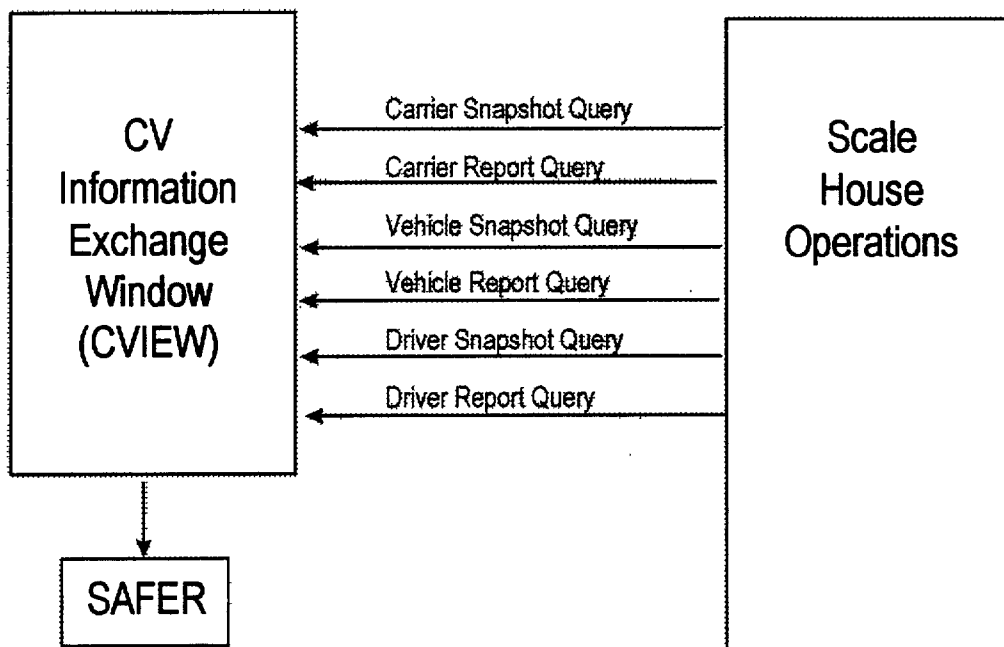 CV
Information
Exchange
Window
(CVIEW)
Carrier Snapshot Query
Carrier Report Query
Vehicle Snapshot Query
Vehicle Report Query
Driver Snapshot Query
Driver Report Query
Scale
House
Operations
SAFER